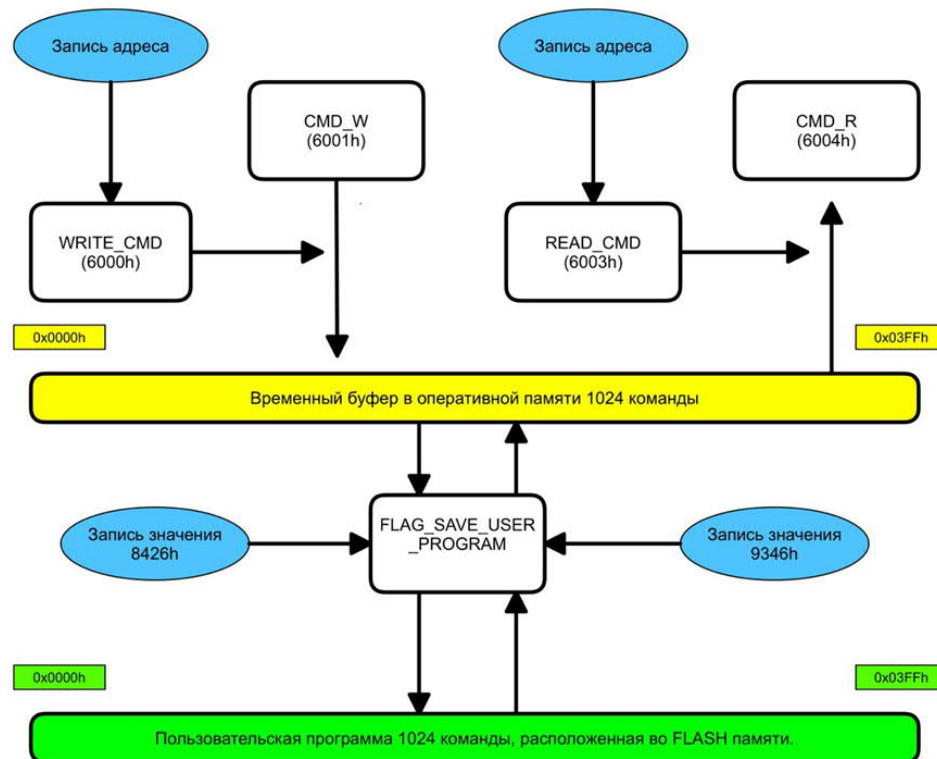 Запись адреса
Запись адреса
CMD_W
(6001h)
CMD_R
(6004h)
WRITE_CMD
(6000h)
READ_CMD
(6003h)
0x0000h
0x03FFh
Временный буфер в оперативной памяти 1024 команды
FLAG_SAVE_USER
_PROGRAM
Запись значения
8426h
Запись значения
9346h
0x0000h
0x03FFh
Пользовательская программа 1024 команды, расположенная во FLASH памяти.